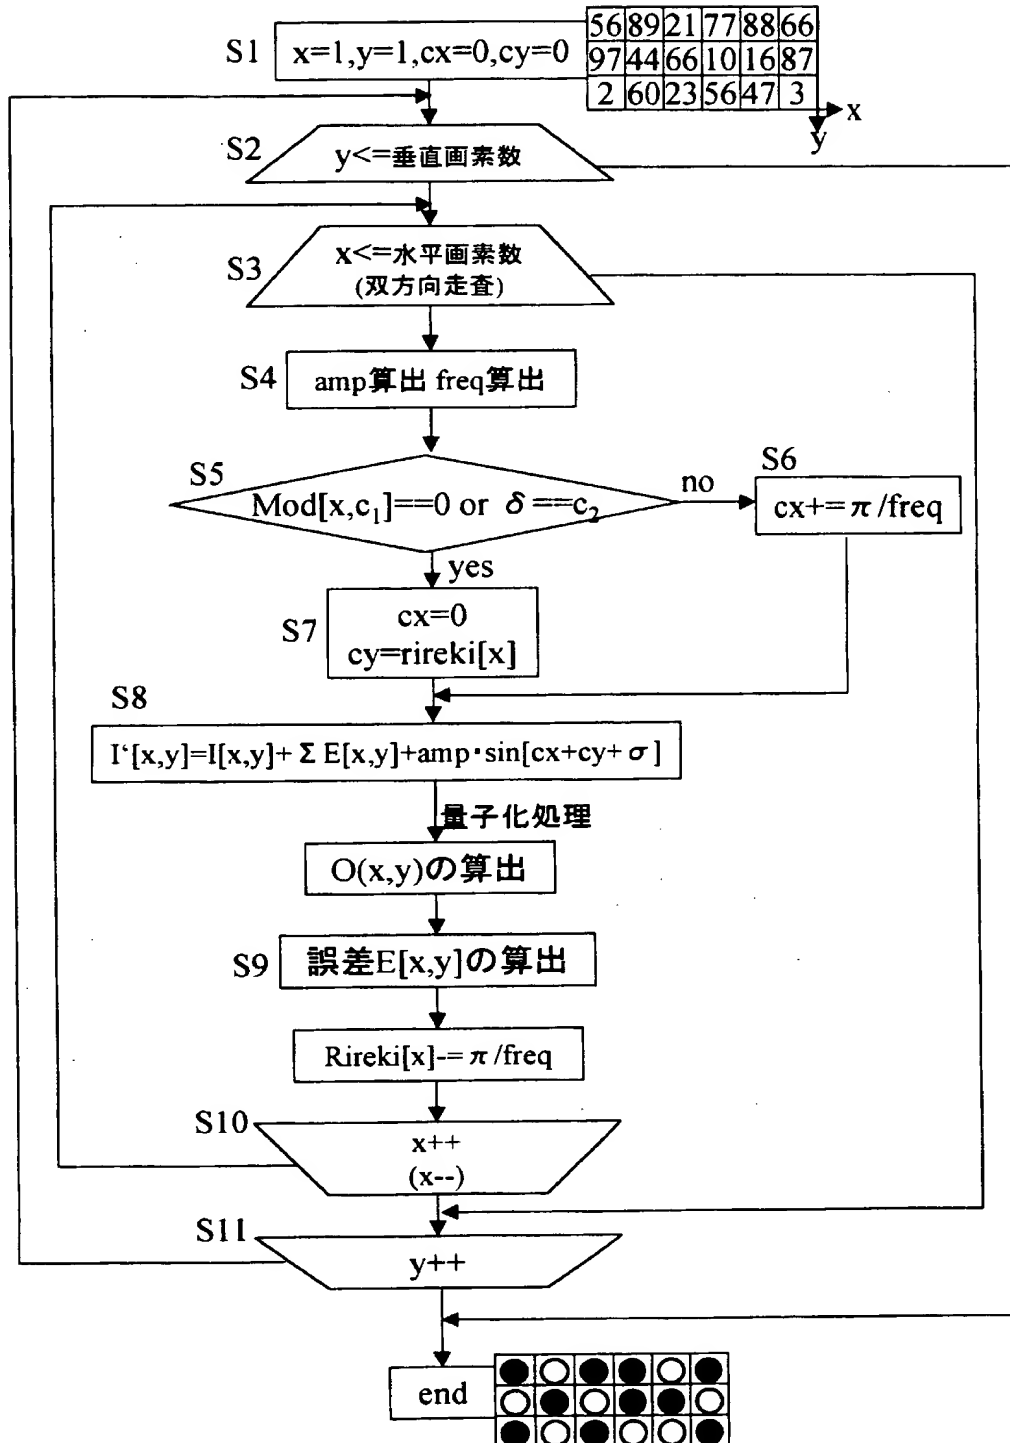 S1
x=1,y=1,cx=0,cy=0
56 89 21 77 88 66
97 44 66 10 16 87
2 60 23 56 47 3
x
y
S2
y<=垂直画素数
S3
x<=水平画素数
(双方向走査)
S4
amp算出 freq算出
S5
Mod[x,c1]==0 or δ==c2
no
S6
cx+=π/freq
yes
S7
cx=0
cy=rireki[x]
S8
I‘[x,y]=I[x,y]+ΣE[x,y]+amp・sin[cx+cy+σ]
量子化処理
O(x,y)の算出
S9
誤差E[x,y]の算出
Rireki[x]-=π/freq
S10
x++
(x--)
S11
y++
end